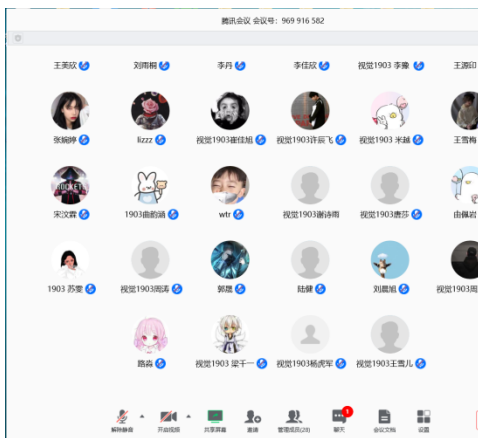 腾讯会议 会议号：969 916 582
王美欣 刘雨桐 李丹 李佳欣 视觉1903 李豫 王源印
张婉婷 lizzz 视觉1903崔佳旭 视觉1903许辰飞 视觉1903 米越 王雪梅
宋汶霖 1903曲韵涵 wtr 视觉1903谢诗雨 视觉1903唐莎 由佩岩
ROCKET
1903 苏雯 视觉1903周涛 郭晟 陆健 刘晨旭 视觉1903周
路淼 视觉1903 梁千一 视觉1903杨虎军 视觉1903王雪儿
1
解除静音 开启视频 共享屏幕 邀请 管理成员(28) 聊天 会议文档 设置